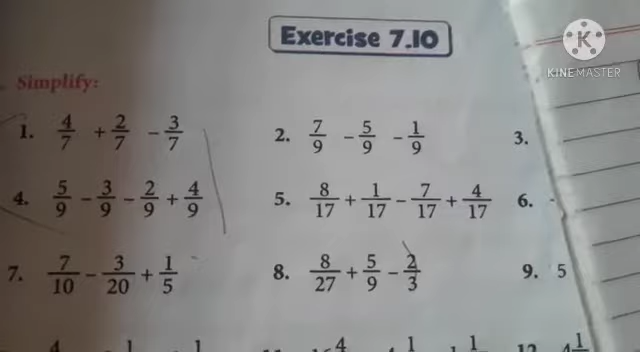 Exercise 7.10
K
KINEMASTER
Simplify:
1. 4/7 + 2/7 - 3/7 2. 7/9 - 5/9 - 1/9 3.
4. 5/9 - 3/9 - 2/9 + 4/9 5. 8/17 + 1/17 - 7/17 + 4/17 6.
7. 7/10 - 3/20 + 1/5 8. 8/27 + 5/9 - 2/3 9. 5